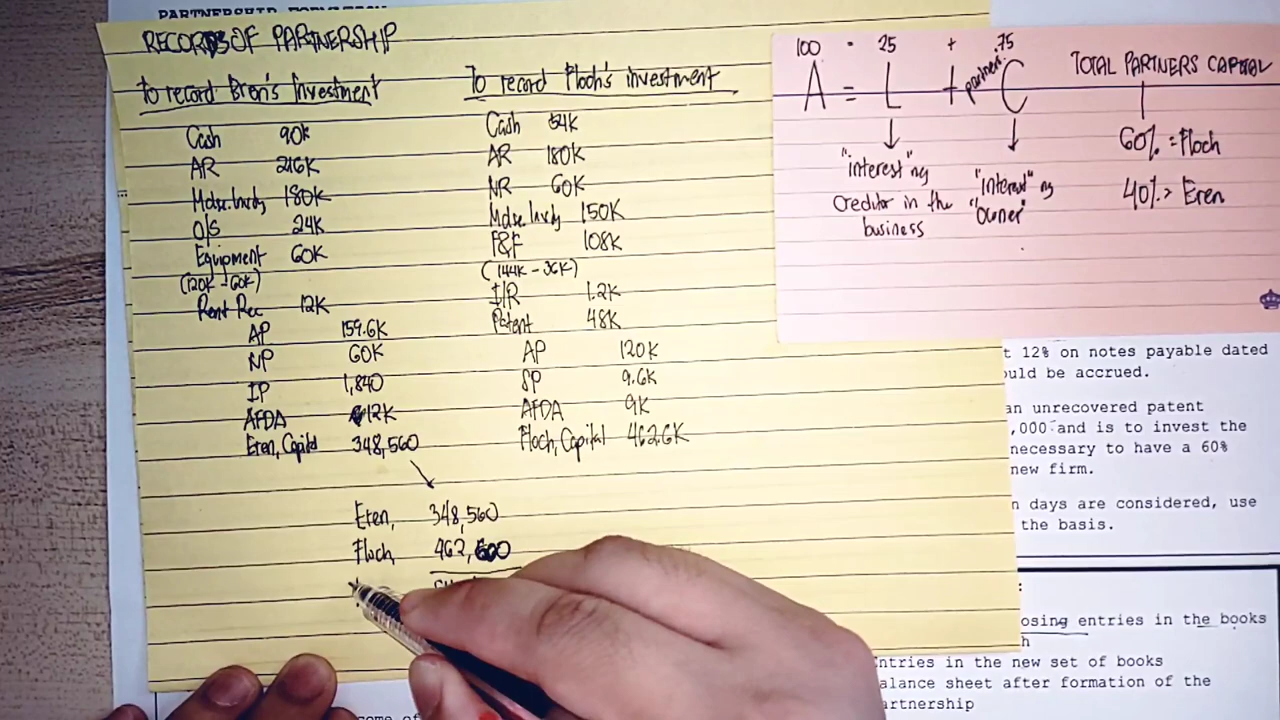 RECORDS OF PARTNERSHIP
To record Eren's Investment
Cash 90K
AR 216K
Mdse. Invty 180K
O/S 24K
Equipment 60K
(120K - 60K)
Rent Rec 12K
AP 159.6K
NP 60K
IP 1,840
AFDA 12K
Eren, Capital 348,560
To record Floch's investment
Cash 54K
AR 180K
NR 60K
Mdse. Invty 150K
F&F 108K
(144K - 36K)
I/R 1.2K
Patent 48K
AP 120K
SP 9.6K
AFDA 9K
Floch, Capital 462.6K
Eren, 348,560
Floch, 462,600
100 = 25 + 75
A = L + partners' C
"interest" ng
creditor in the
business
"interest" ng
"owner"
TOTAL PARTNERS CAPITAL
60% = Floch
40% = Eren
t 12% on notes payable dated
ould be accrued.
an unrecovered patent
,000 and is to invest the
necessary to have a 60%
new firm.
n days are considered, use
the basis.
osing entries in the books
h
ntries in the new set of books
alance sheet after formation of the
artnership